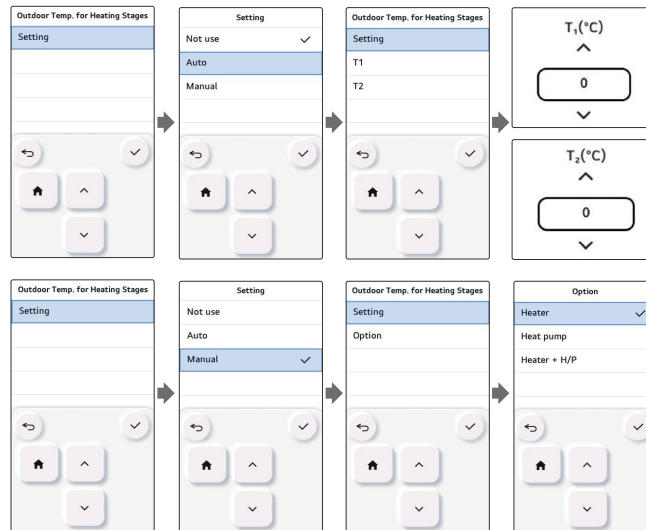 Outdoor Temp. for Heating Stages
Setting
Setting
Not use
Auto
Manual
Outdoor Temp. for Heating Stages
Setting
T1
T2
T₁(°C)
0
T₂(°C)
0
Outdoor Temp. for Heating Stages
Setting
Setting
Not use
Auto
Manual
Outdoor Temp. for Heating Stages
Setting
Option
Option
Heater
Heat pump
Heater + H/P